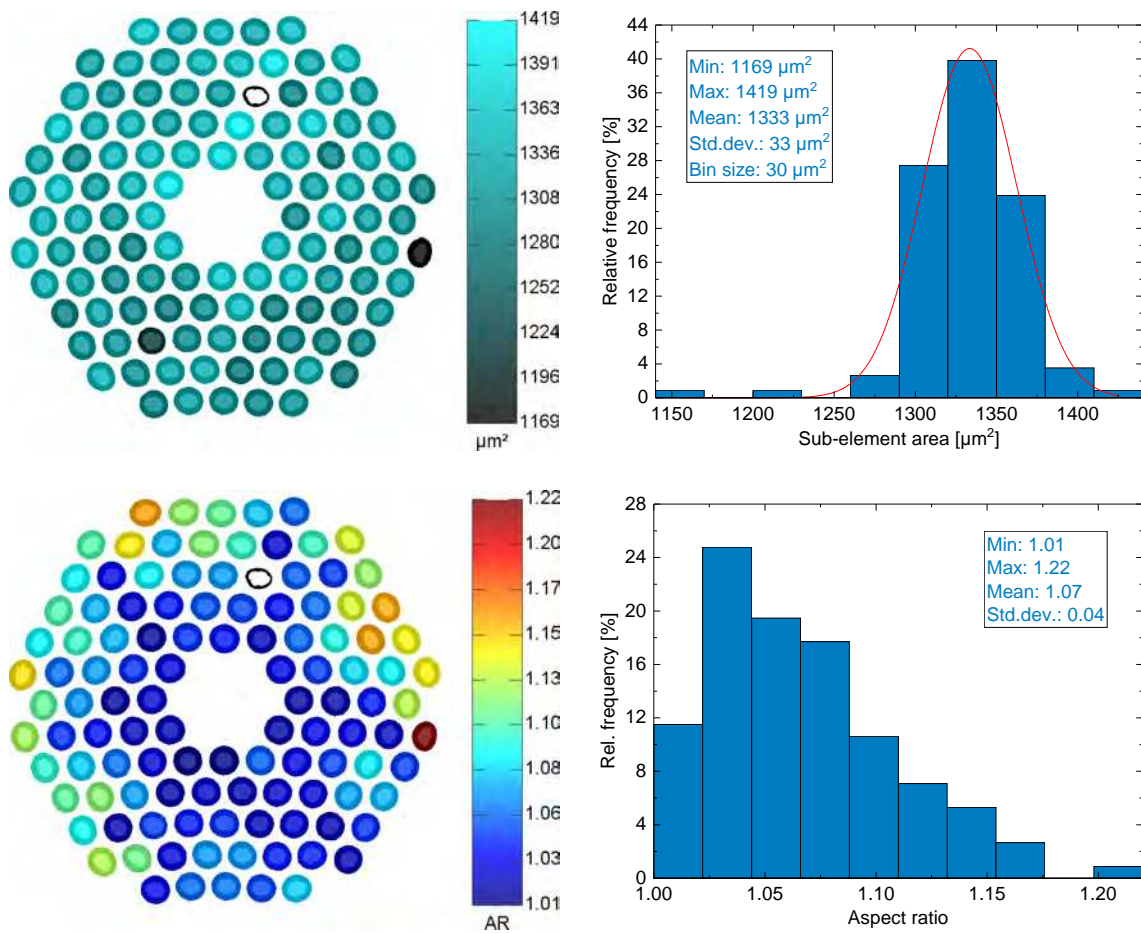 1419
1391
1363
1336
1308
1280
1252
1224
1196
1169
µm²
44
40
36
32
28
24
20
16
12
8
4
0
Relative frequency [%]
Min: 1169 µm²
Max: 1419 µm²
Mean: 1333 µm²
Std.dev.: 33 µm²
Bin size: 30 µm²
1150 1200 1250 1300 1350 1400
Sub-element area [µm²]
1.22
1.20
1.17
1.15
1.13
1.10
1.08
1.06
1.03
1.01
AR
28
24
20
16
12
8
4
0
Rel. frequency [%]
Min: 1.01
Max: 1.22
Mean: 1.07
Std.dev.: 0.04
1.00 1.05 1.10 1.15 1.20
Aspect ratio